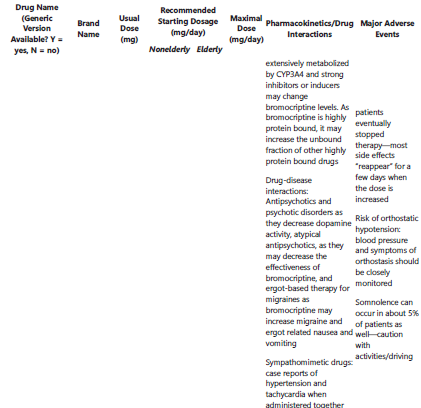 Drug Name
(Generic
Version
Available? Y =
yes, N = no)
Brand
Name
Usual
Dose
(mg)
Recommended
Starting Dosage
(mg/day)
Nonelderly Elderly
Maximal
Dose
(mg/day)
Pharmacokinetics/Drug
Interactions
Major Adverse
Events
extensively metabolized
by CYP3A4 and strong
inhibitors or inducers
may change
bromocriptine levels. As
bromocriptine is highly
protein bound, it may
increase the unbound
fraction of other highly
protein bound drugs
Drug-disease
interactions:
Antipsychotics and
psychotic disorders as
they decrease dopamine
activity, atypical
antipsychotics, as they
may decrease the
effectiveness of
bromocriptine, and
ergot-based therapy for
migraines as
bromocriptine may
increase migraine and
ergot related nausea and
vomiting
Sympathomimetic drugs:
case reports of
hypertension and
tachycardia when
administered together
patients
eventually
stopped
therapy—most
side effects
"reappear" for a
few days when
the dose is
increased
Risk of orthostatic
hypotension:
blood pressure
and symptoms of
orthostasis should
be closely
monitored
Somnolence can
occur in about 5%
of patients as
well—caution
with
activities/driving